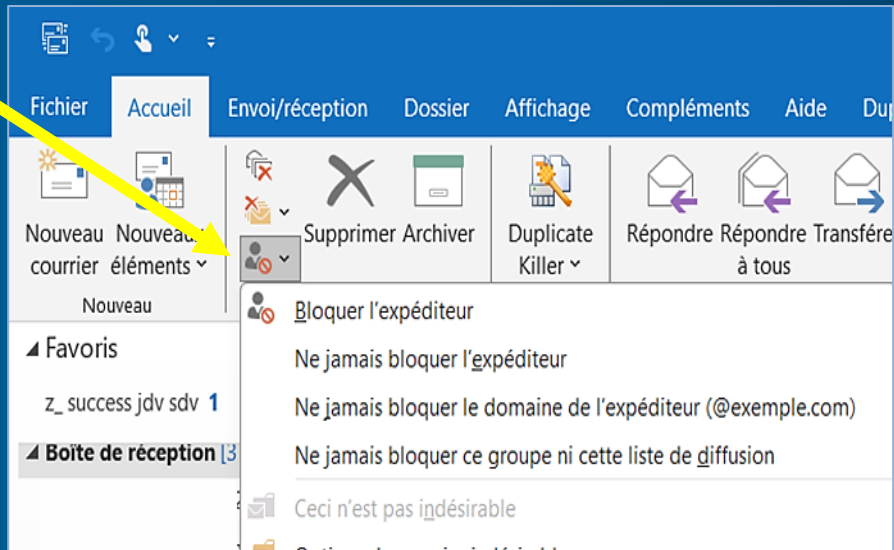 Fichier Accueil Envoi/réception Dossier Affichage Compléments Aide
Nouveau courrier
Nouveaux éléments
Supprimer
Archiver
Duplicate Killer
Répondre
Répondre à tous
Transfére
Nouveau
Favoris
z_ success jdv sdv 1
Boîte de réception [3
Bloquer l'expéditeur
Ne jamais bloquer l'expéditeur
Ne jamais bloquer le domaine de l'expéditeur (@exemple.com)
Ne jamais bloquer ce groupe ni cette liste de diffusion
Ceci n'est pas indésirable